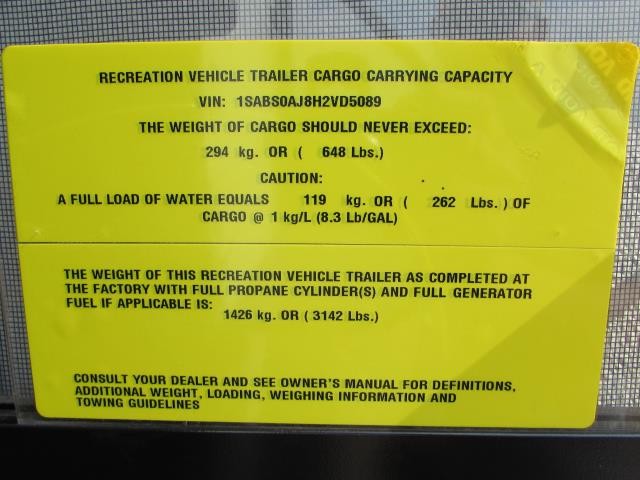 RECREATION VEHICLE TRAILER CARGO CARRYING CAPACITY
VIN: 1SABS0AJ8H2VD5089
THE WEIGHT OF CARGO SHOULD NEVER EXCEED:
294 kg. OR ( 648 Lbs.)
CAUTION:
A FULL LOAD OF WATER EQUALS 119 kg. OR ( 262 Lbs. ) OF
CARGO @ 1 kg/L (8.3 Lb/GAL)
THE WEIGHT OF THIS RECREATION VEHICLE TRAILER AS COMPLETED AT
THE FACTORY WITH FULL PROPANE CYLINDER(S) AND FULL GENERATOR
FUEL IF APPLICABLE IS:
1426 kg. OR ( 3142 Lbs.)
CONSULT YOUR DEALER AND SEE OWNER'S MANUAL FOR DEFINITIONS,
ADDITIONAL WEIGHT, LOADING, WEIGHING INFORMATION AND
TOWING GUIDELINES